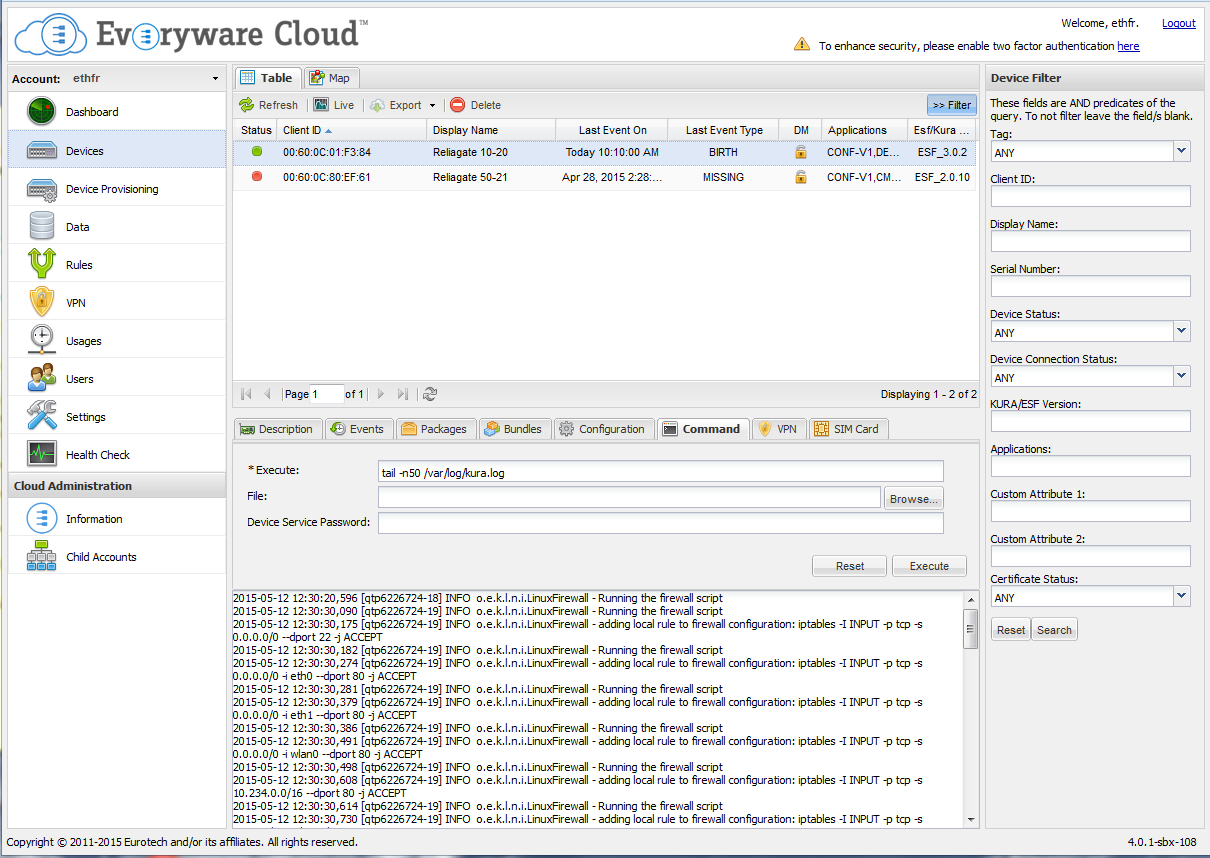 Everyware Cloud™
Welcome, ethfr. Logout
To enhance security, please enable two factor authentication here
Account: ethfr
Dashboard
Devices
Device Provisioning
Data
Rules
VPN
Usages
Users
Settings
Health Check
Cloud Administration
Information
Child Accounts
Table Map
Refresh Live Export Delete >> Filter
Status Client ID Display Name Last Event On Last Event Type DM Applications Esf/Kura ...
00:60:0C:01:F3:84 Reliagate 10-20 Today 10:10:00 AM BIRTH CONF-V1,DE... ESF_3.0.2
00:60:0C:80:EF:61 Reliagate 50-21 Apr 28, 2015 2:28:... MISSING CONF-V1,CM... ESF_2.0.10
Page 1 of 1 Displaying 1 - 2 of 2
Description Events Packages Bundles Configuration Command VPN SIM Card
* Execute: tail -n50 /var/log/kura.log
File: Browse...
Device Service Password:
Reset Execute
2015-05-12 12:30:20,596 [qtp6226724-18] INFO o.e.k.l.n.i.LinuxFirewall - Running the firewall script
2015-05-12 12:30:30,090 [qtp6226724-19] INFO o.e.k.l.n.i.LinuxFirewall - Running the firewall script
2015-05-12 12:30:30,175 [qtp6226724-19] INFO o.e.k.l.n.i.LinuxFirewall - adding local rule to firewall configuration: iptables -I INPUT -p tcp -s
0.0.0.0/0 --dport 22 -j ACCEPT
2015-05-12 12:30:30,182 [qtp6226724-19] INFO o.e.k.l.n.i.LinuxFirewall - Running the firewall script
2015-05-12 12:30:30,274 [qtp6226724-19] INFO o.e.k.l.n.i.LinuxFirewall - adding local rule to firewall configuration: iptables -I INPUT -p tcp -s
0.0.0.0/0 -i eth0 --dport 80 -j ACCEPT
2015-05-12 12:30:30,281 [qtp6226724-19] INFO o.e.k.l.n.i.LinuxFirewall - Running the firewall script
2015-05-12 12:30:30,379 [qtp6226724-19] INFO o.e.k.l.n.i.LinuxFirewall - adding local rule to firewall configuration: iptables -I INPUT -p tcp -s
0.0.0.0/0 -i eth1 --dport 80 -j ACCEPT
2015-05-12 12:30:30,386 [qtp6226724-19] INFO o.e.k.l.n.i.LinuxFirewall - Running the firewall script
2015-05-12 12:30:30,491 [qtp6226724-19] INFO o.e.k.l.n.i.LinuxFirewall - adding local rule to firewall configuration: iptables -I INPUT -p tcp -s
0.0.0.0/0 -i wlan0 --dport 80 -j ACCEPT
2015-05-12 12:30:30,498 [qtp6226724-19] INFO o.e.k.l.n.i.LinuxFirewall - Running the firewall script
2015-05-12 12:30:30,608 [qtp6226724-19] INFO o.e.k.l.n.i.LinuxFirewall - adding local rule to firewall configuration: iptables -I INPUT -p tcp -s
10.234.0.0/16 --dport 80 -j ACCEPT
2015-05-12 12:30:30,614 [qtp6226724-19] INFO o.e.k.l.n.i.LinuxFirewall - Running the firewall script
2015-05-12 12:30:30,730 [qtp6226724-19] INFO o.e.k.l.n.i.LinuxFirewall - adding local rule to firewall configuration: iptables -I INPUT -p tcp -s
Device Filter
These fields are AND predicates of the
query. To not filter leave the field/s blank.
Tag:
ANY
Client ID:
Display Name:
Serial Number:
Device Status:
ANY
Device Connection Status:
ANY
KURA/ESF Version:
Applications:
Custom Attribute 1:
Custom Attribute 2:
Certificate Status:
ANY
Reset Search
Copyright © 2011-2015 Eurotech and/or its affiliates. All rights reserved. 4.0.1-sbx-108